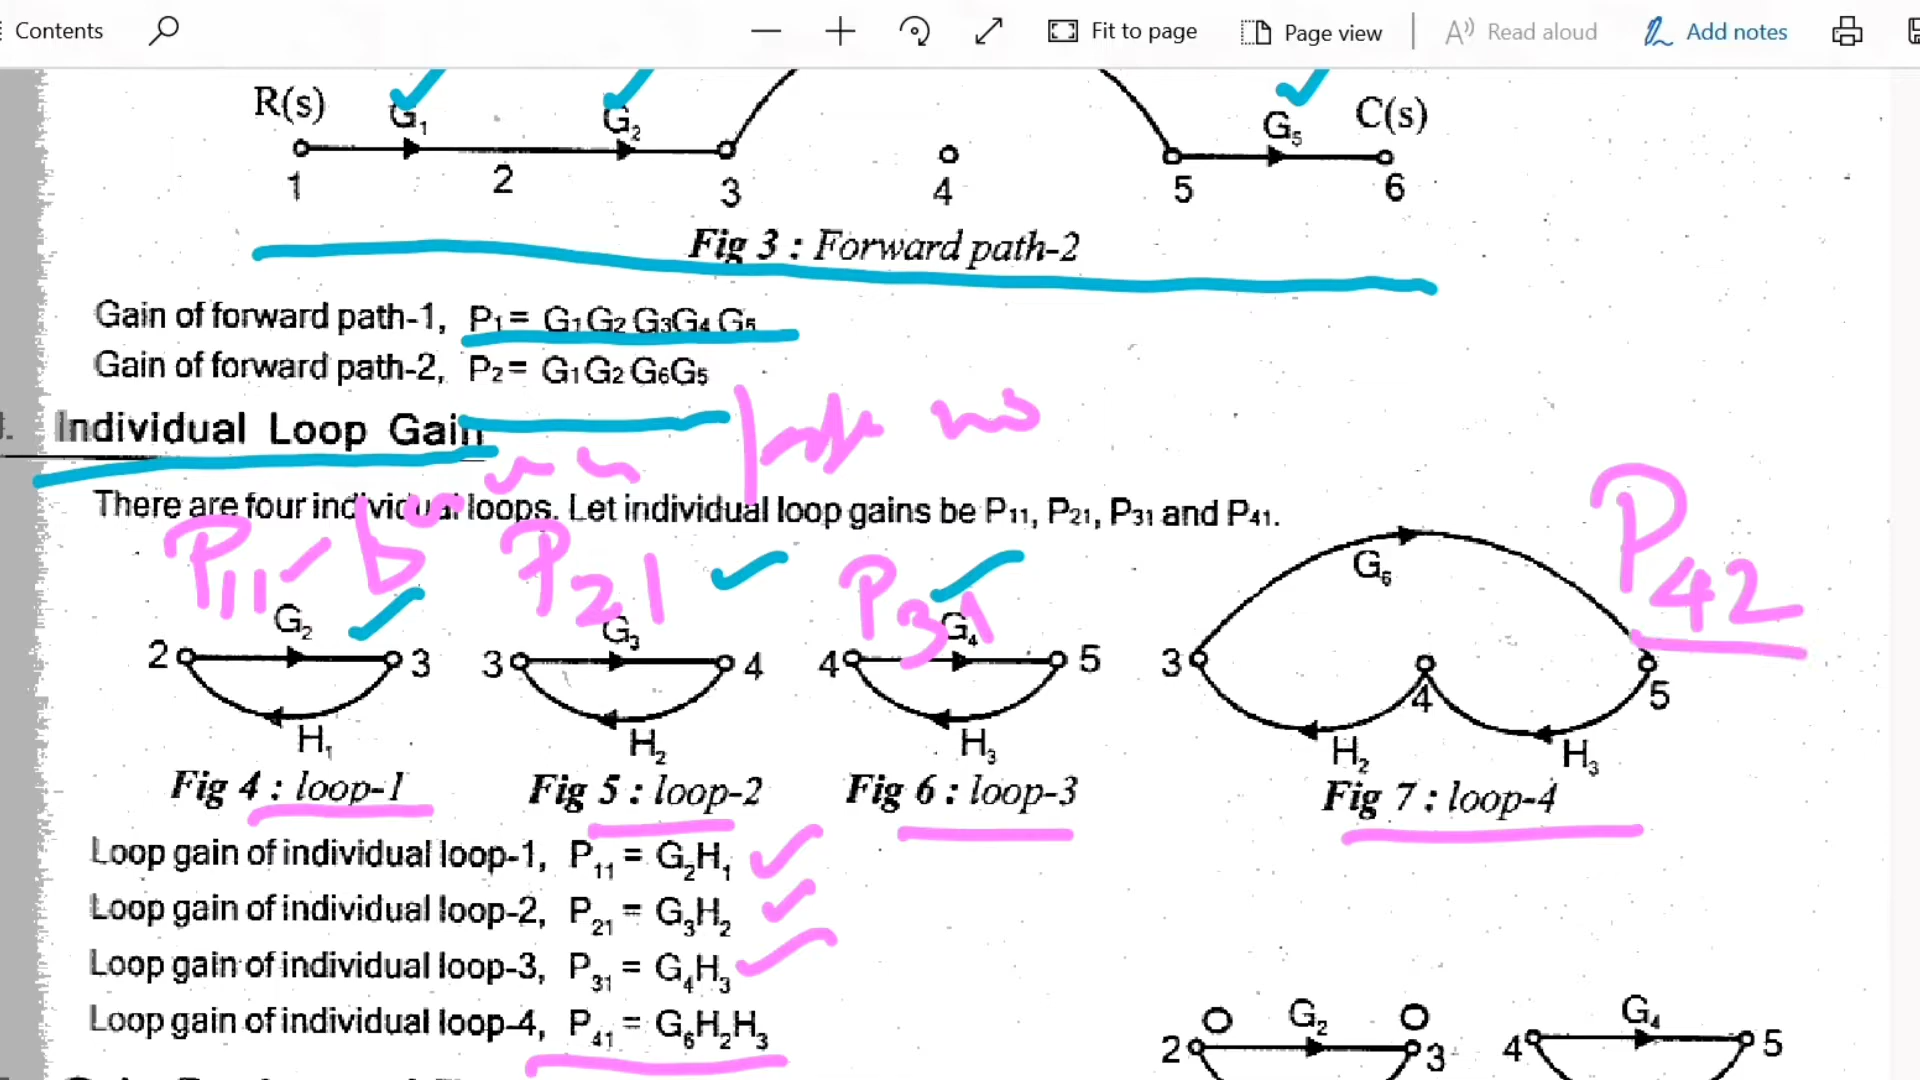 Contents Fit to page Page view Read aloud Add notes
R(s) G₁ G₂ G₅ C(s)
1 2 3 4 5 6
Fig 3 : Forward path-2
Gain of forward path-1, P₁ = G₁G₂G₃G₄G₅
Gain of forward path-2, P₂ = G₁G₂G₆G₅
Individual Loop Gain
There are four individual loops. Let individual loop gains be P₁₁, P₂₁, P₃₁ and P₄₁.
P₁₁ P₂₁ P₃₁ P₄₂
G₂ G₃ G₄ G₆
2 3 3 4 4 5 3 4 5
H₁ H₂ H₃ H₂ H₃
Fig 4 : loop-1 Fig 5 : loop-2 Fig 6 : loop-3 Fig 7 : loop-4
Loop gain of individual loop-1, P₁₁ = G₂H₁
Loop gain of individual loop-2, P₂₁ = G₃H₂
Loop gain of individual loop-3, P₃₁ = G₄H₃
Loop gain of individual loop-4, P₄₁ = G₆H₂H₃
G₂ G₄
2 3 4 5